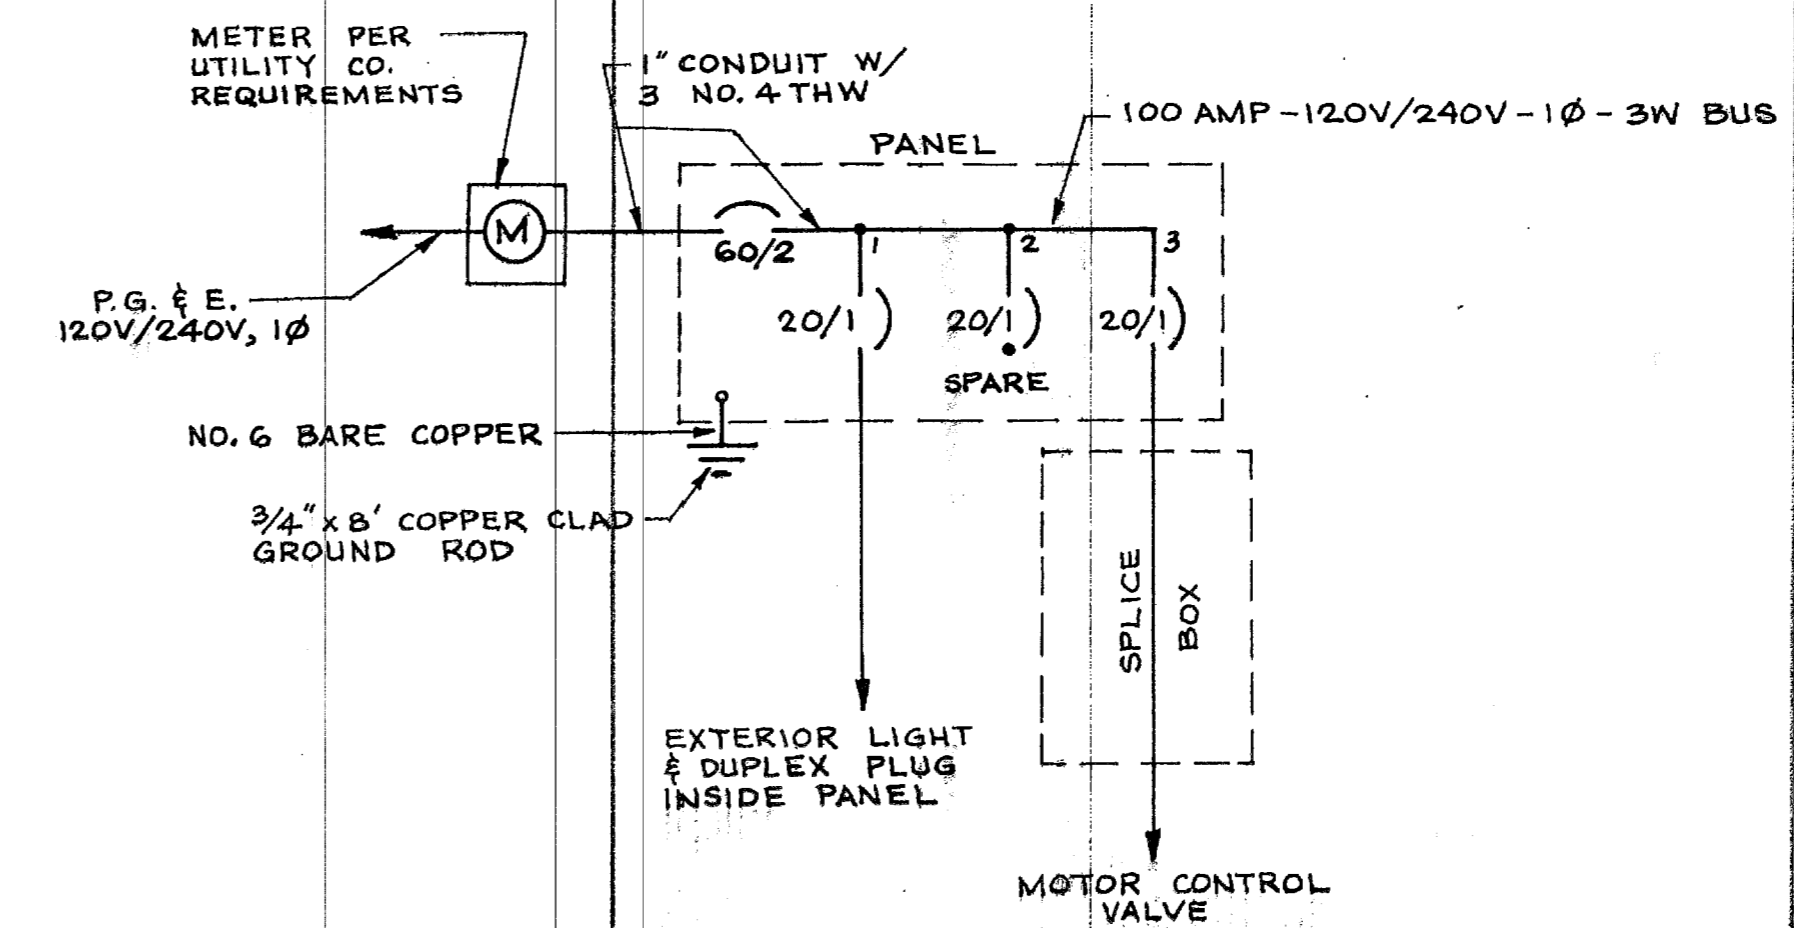 METER PER
UTILITY CO.
REQUIREMENTS
1" CONDUIT W/
3 NO. 4 THW
100 AMP-120V/240V-1Ø-3W BUS
PANEL
M
60/2
1
2
3
P.G. & E.
120V/240V, 1Ø
20/1
20/1
20/1
SPARE
NO. 6 BARE COPPER
3/4" X 8' COPPER CLAD
GROUND ROD
SPLICE
BOX
EXTERIOR LIGHT
& DUPLEX PLUG
INSIDE PANEL
MOTOR CONTROL
VALVE